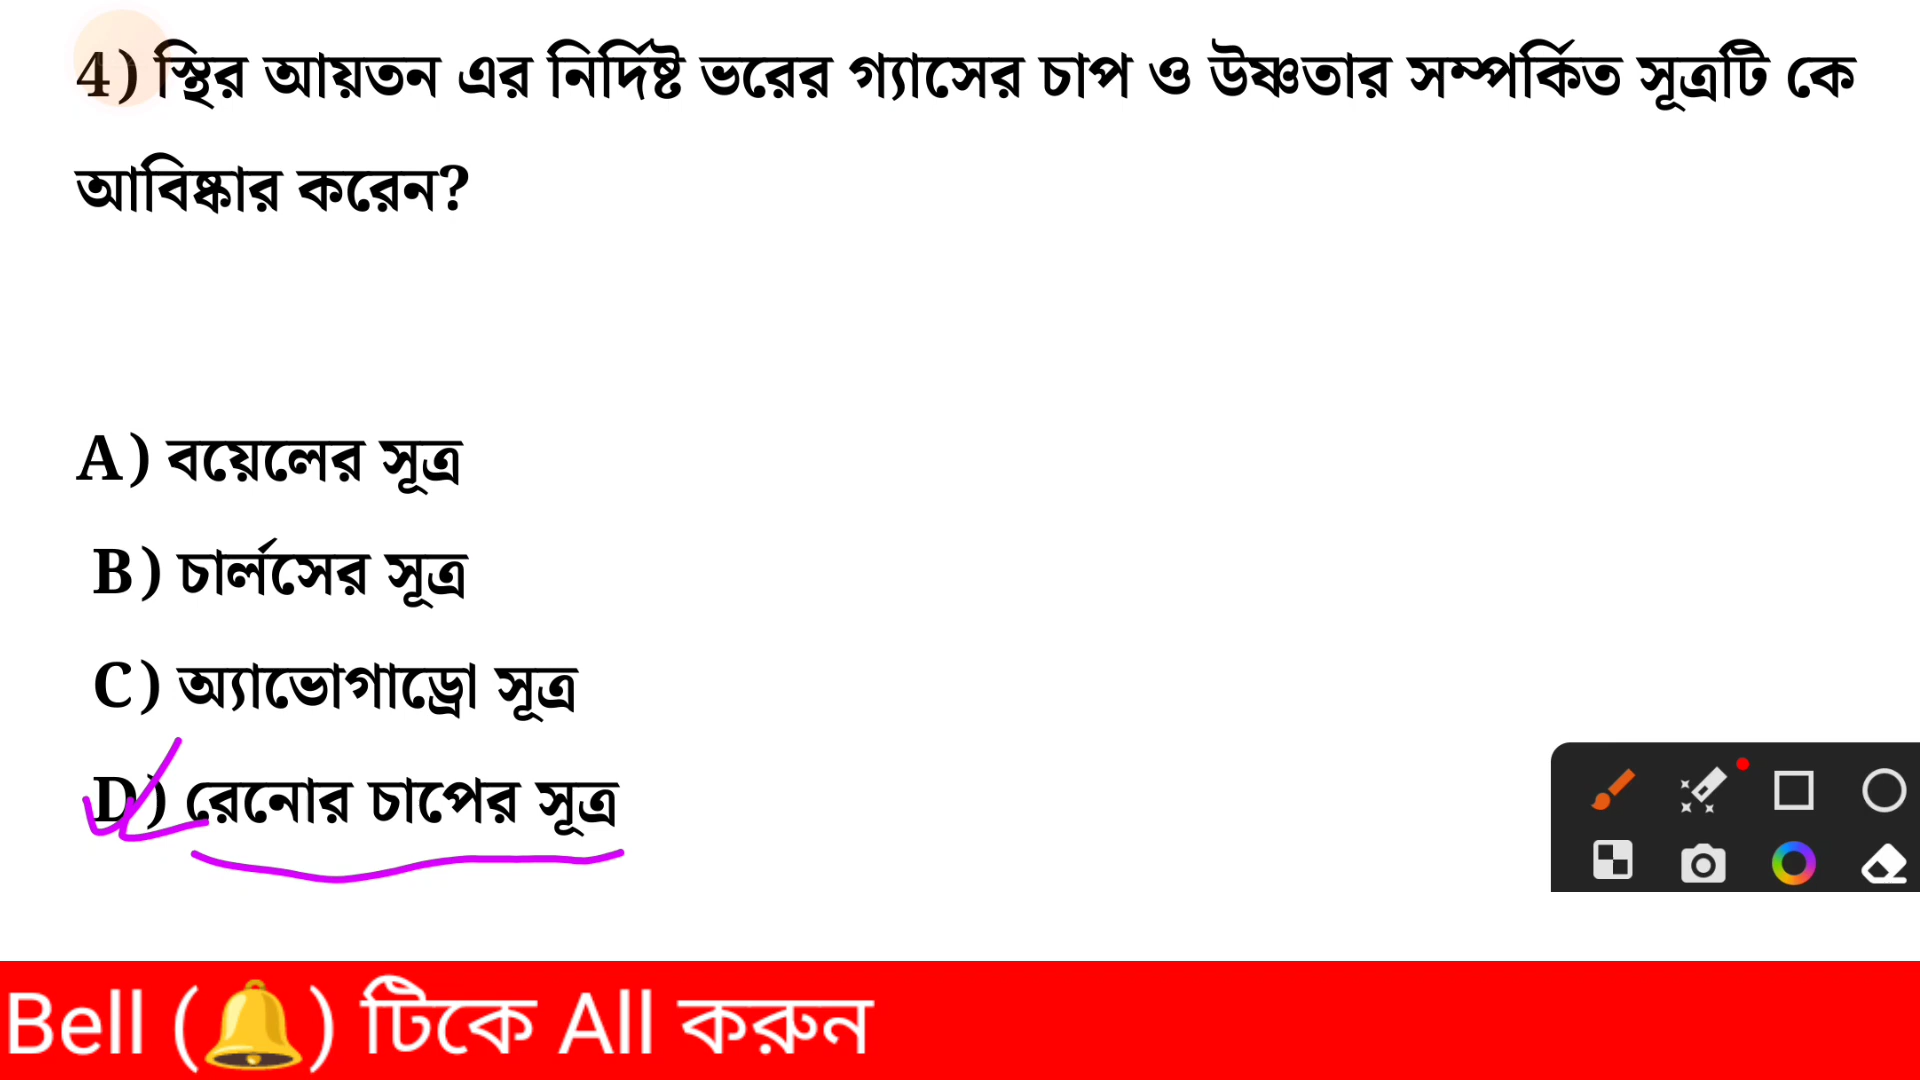 4) স্থির আয়তন এর নির্দিষ্ট ভরের গ্যাসের চাপ ও উষ্ণতার সম্পর্কিত সূত্রটি কে
আবিষ্কার করেন?
A) বয়েলের সূত্র
B) চার্লসের সূত্র
C) অ্যাভোগাড্রো সূত্র
D) রেনোর চাপের সূত্র
Bell (🔔) টিকে All করুন